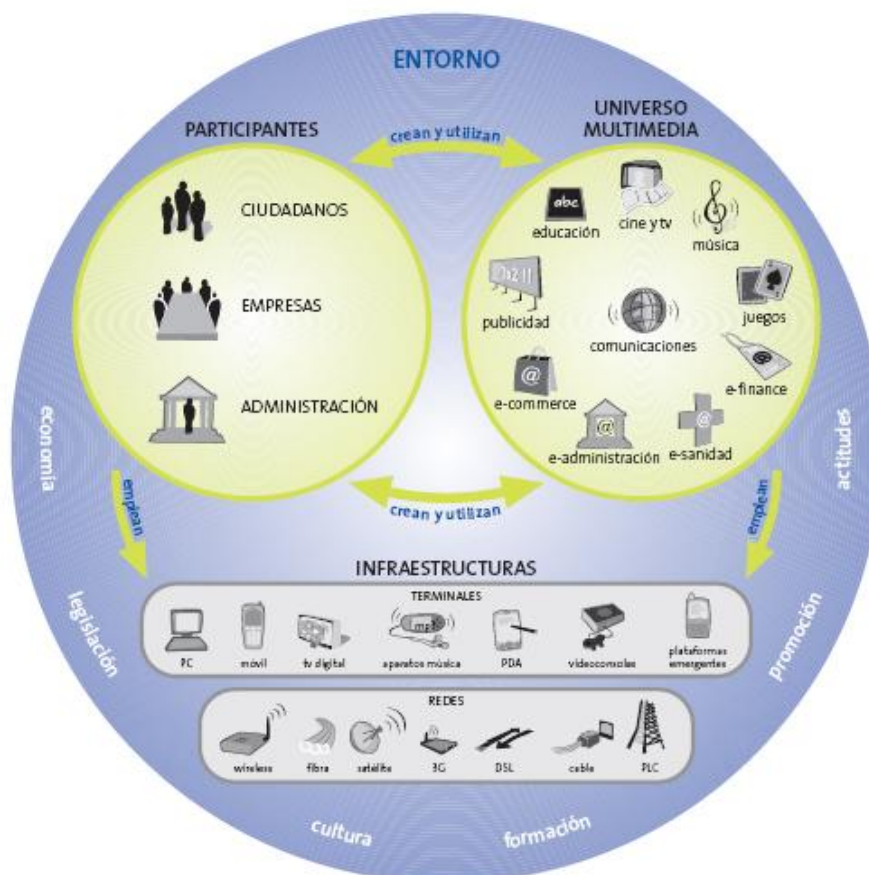 ENTORNO
PARTICIPANTES
crean y utilizan
UNIVERSO
MULTIMEDIA
CIUDADANOS
EMPRESAS
ADMINISTRACIÓN
abc
educación
cine y tv
música
publicidad
comunicaciones
juegos
@
e-commerce
@
e-finance
@
e-administración
@
e-sanidad
economía
actitudes
emplean
crean y utilizan
emplean
legislación
promoción
INFRAESTRUCTURAS
TERMINALES
mp3
PC
móvil
tv digital
aparatos música
PDA
videoconsolas
plataformas
emergentes
REDES
wireless
fibra
satélite
3G
DSL
cable
PLC
cultura
formación